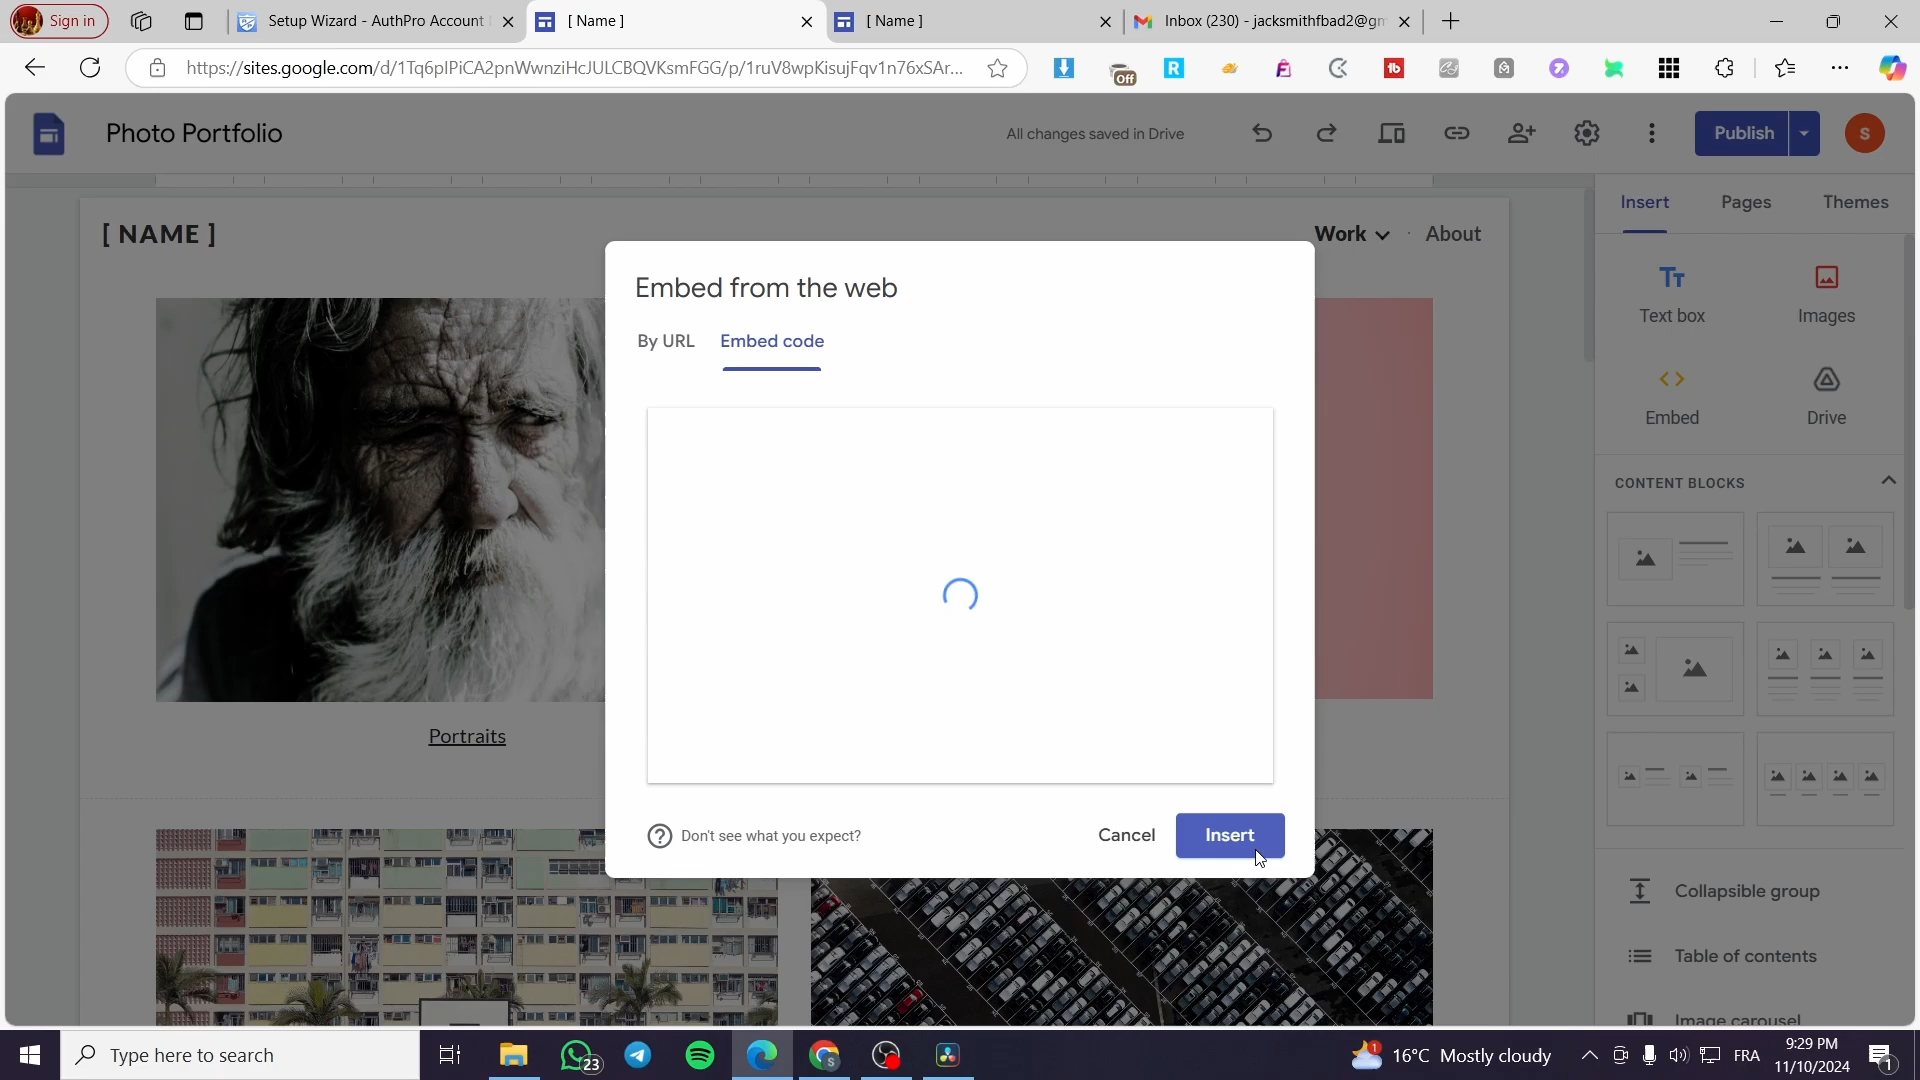 Sign in
Setup Wizard - AuthPro Account
[ Name ]
[ Name ]
Inbox (230) - jacksmithfbad2@gm
https://sites.google.com/d/1Tq6pIPiCA2pnWwnziHcJULCBQVKsmFGG/p/1ruV8wpKisujFqv1n76xSAr...
Off
Photo Portfolio
All changes saved in Drive
Publish
S
[ NAME ]
Work
About
Insert
Pages
Themes
Embed from the web
By URL
Embed code
Text box
Images
Embed
Drive
CONTENT BLOCKS
Portraits
Don't see what you expect?
Cancel
Insert
Collapsible group
Table of contents
Image carousel
Type here to search
23
16°C Mostly cloudy
FRA
9:29 PM
11/10/2024
1